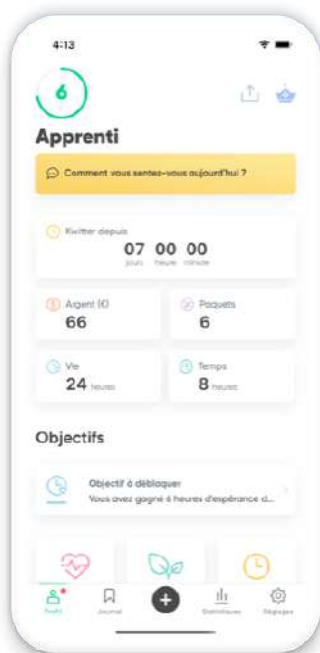 4:13
6
Apprenti
Comment vous sentez-vous aujourd'hui ?
Kwitter depuis
07 00 00
jours heure minute
Argent (€)
66
Paquets
6
Vie
24 heures
Temps
8 heures
Objectifs
Objectif à débloquer
Vous avez gagné 6 heures d'espérance d...
Profil
Journal
Statistiques
Réglages